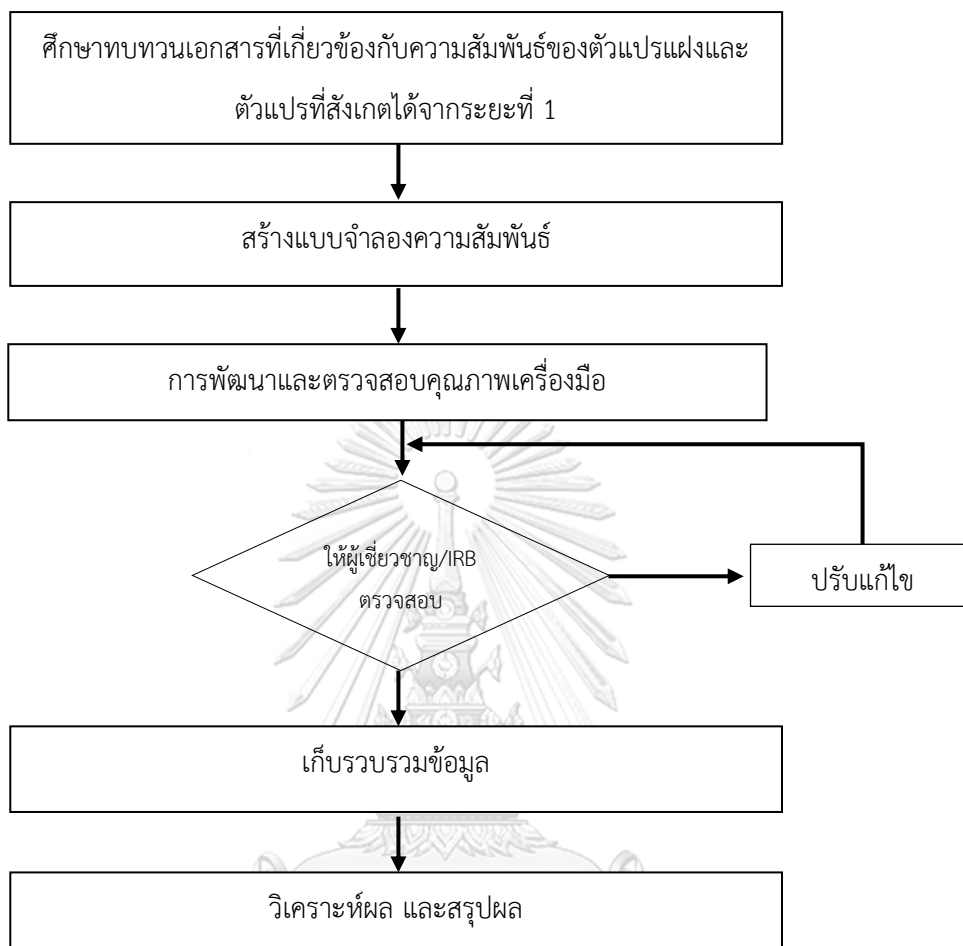 ศึกษาทบทวนเอกสารที่เกี่ยวข้องกับความสัมพันธ์ของตัวแปรแฝงและ
ตัวแปรที่สังเกตได้จากระยะที่ 1
สร้างแบบจำลองความสัมพันธ์
การพัฒนาและตรวจสอบคุณภาพเครื่องมือ
ให้ผู้เชี่ยวชาญ/IRB
ตรวจสอบ
ปรับแก้ไข
เก็บรวบรวมข้อมูล
วิเคราะห์ผล และสรุปผล